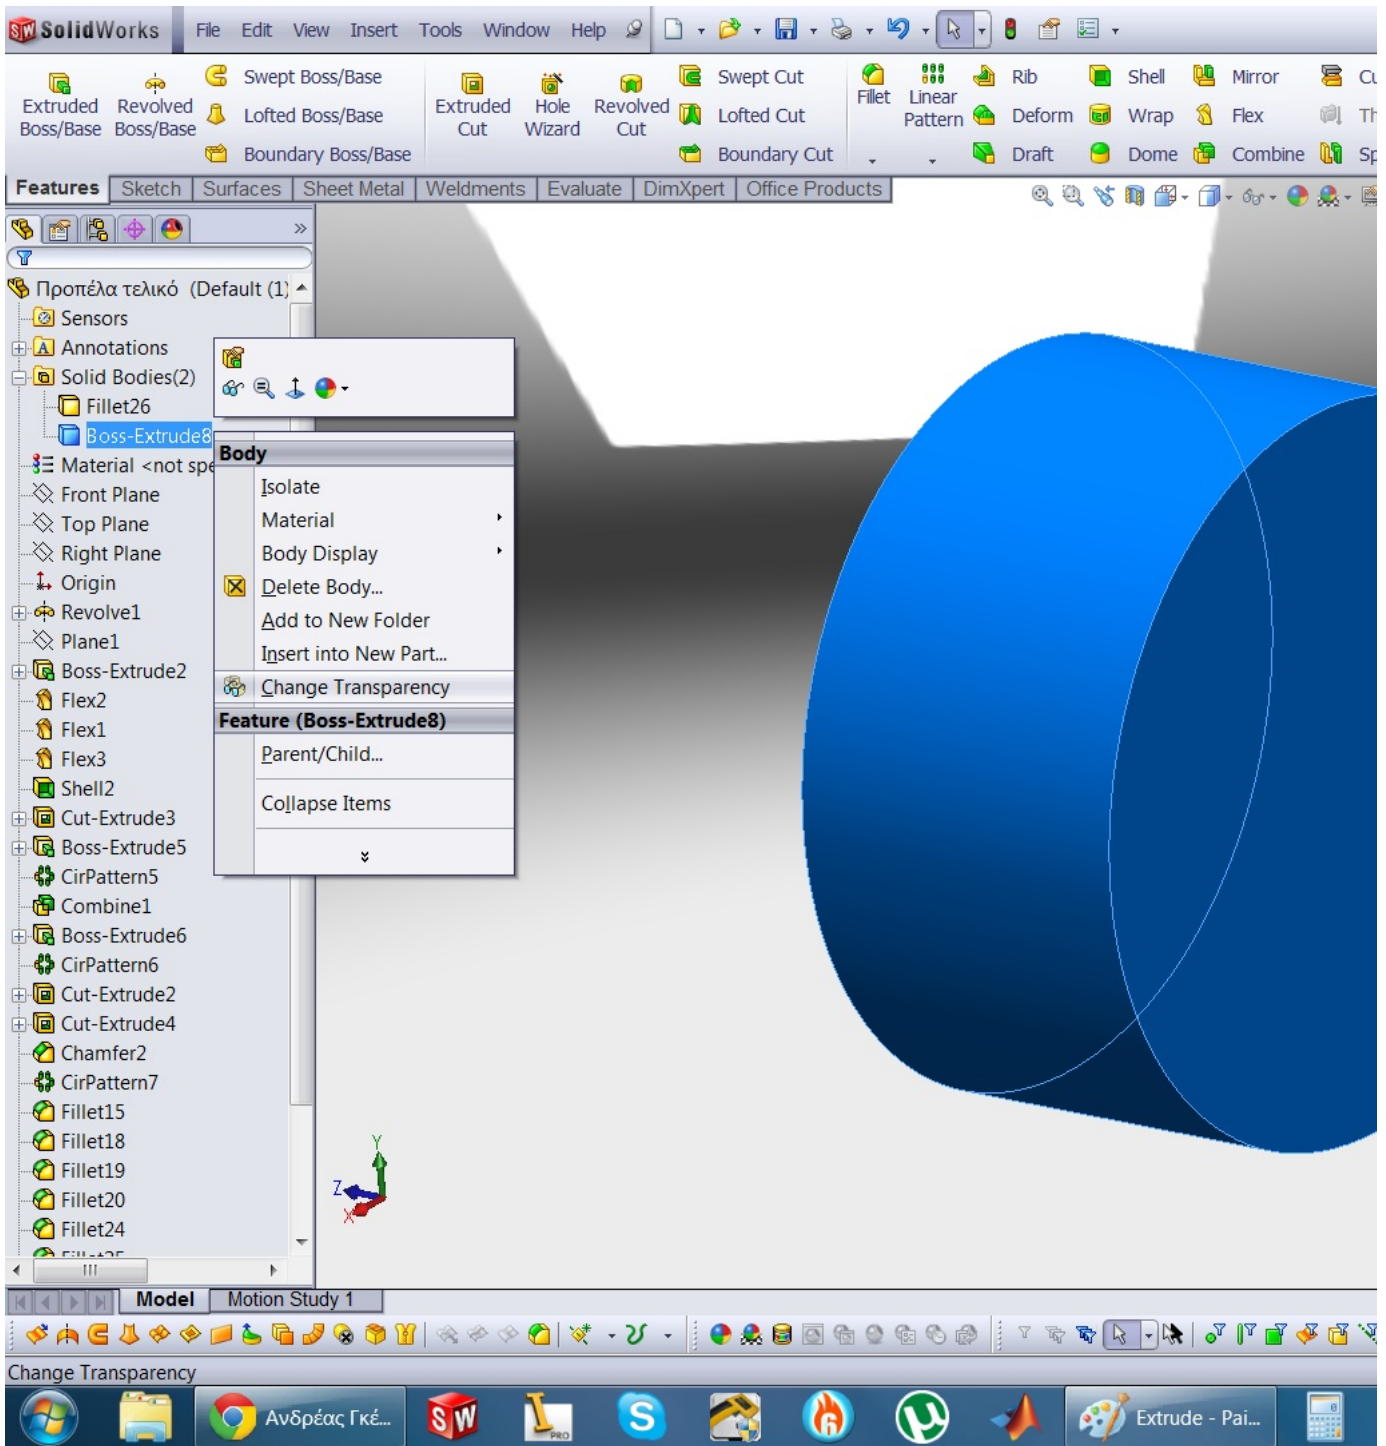 SW SolidWorks File Edit View Insert Tools Window Help
Extruded Boss/Base
Revolved Boss/Base
Swept Boss/Base
Lofted Boss/Base
Boundary Boss/Base
Extruded Cut
Hole Wizard
Revolved Cut
Swept Cut
Lofted Cut
Boundary Cut
Fillet
Linear Pattern
Rib
Deform
Draft
Shell
Wrap
Dome
Mirror
Flex
Combine
Features Sketch Surfaces Sheet Metal Weldments Evaluate DimXpert Office Products
Προπέλα τελικό (Default (1)
Sensors
Annotations
Solid Bodies(2)
Fillet26
Boss-Extrude8
Material <not spe
Front Plane
Top Plane
Right Plane
Origin
Revolve1
Plane1
Boss-Extrude2
Flex2
Flex1
Flex3
Shell2
Cut-Extrude3
Boss-Extrude5
CirPattern5
Combine1
Boss-Extrude6
CirPattern6
Cut-Extrude2
Cut-Extrude4
Chamfer2
CirPattern7
Fillet15
Fillet18
Fillet19
Fillet20
Fillet24
Body
Isolate
Material
Body Display
Delete Body...
Add to New Folder
Insert into New Part...
Change Transparency
Feature (Boss-Extrude8)
Parent/Child...
Collapse Items
Y
Z
X
Model Motion Study 1
Change Transparency
Ανδρέας Γκέ...
SW
PRO
Extrude - Pai...